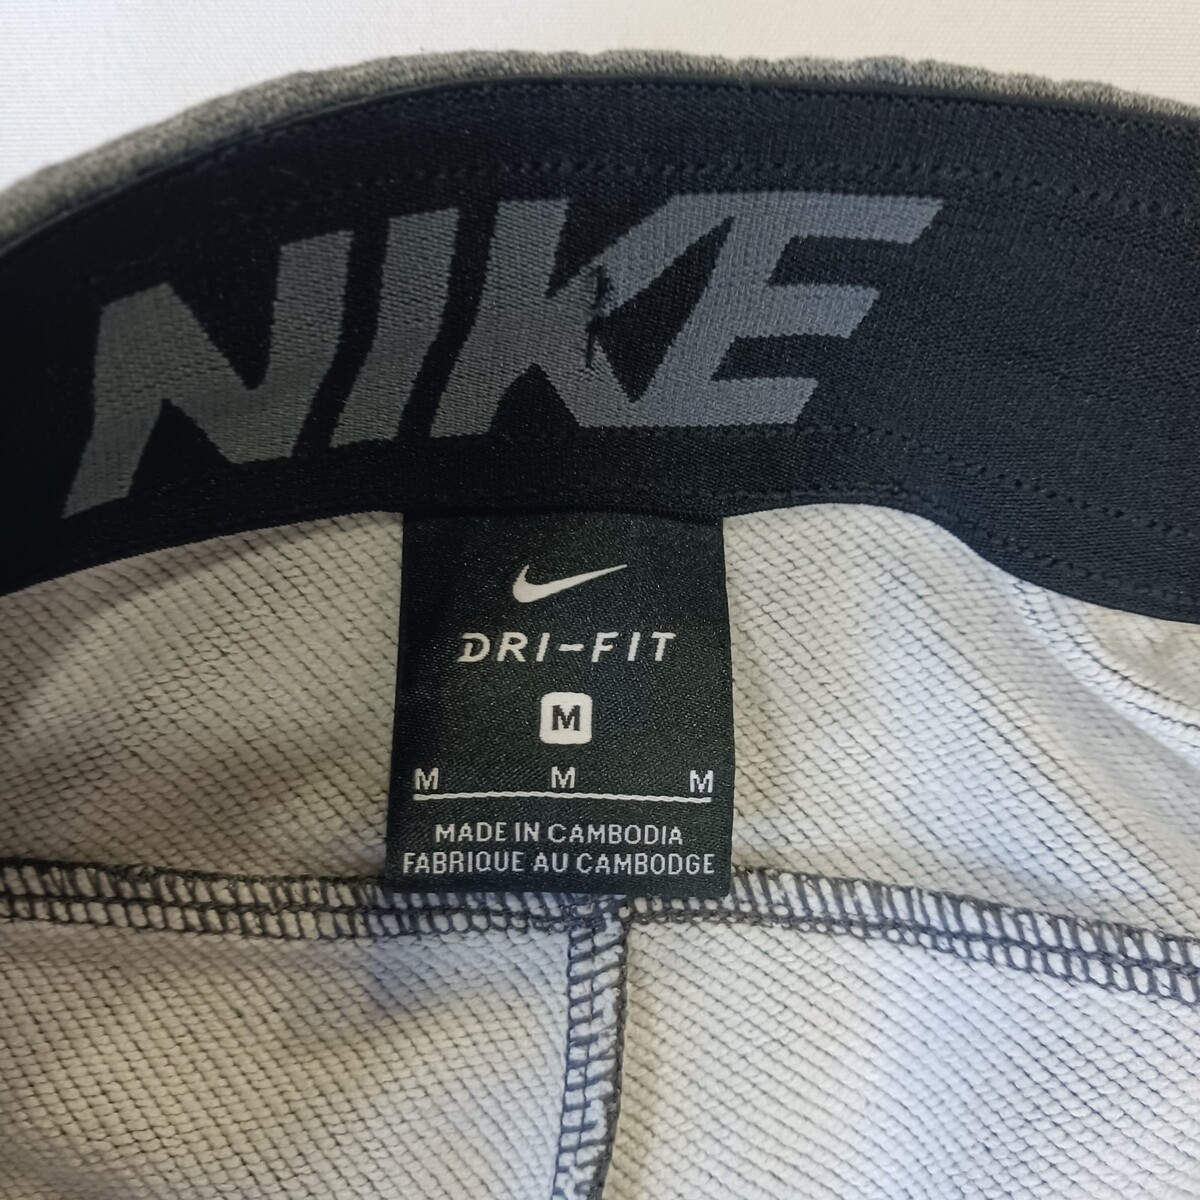 NIKE
DRI-FIT
M
M M M
MADE IN CAMBODIA
FABRIQUE AU CAMBODGE